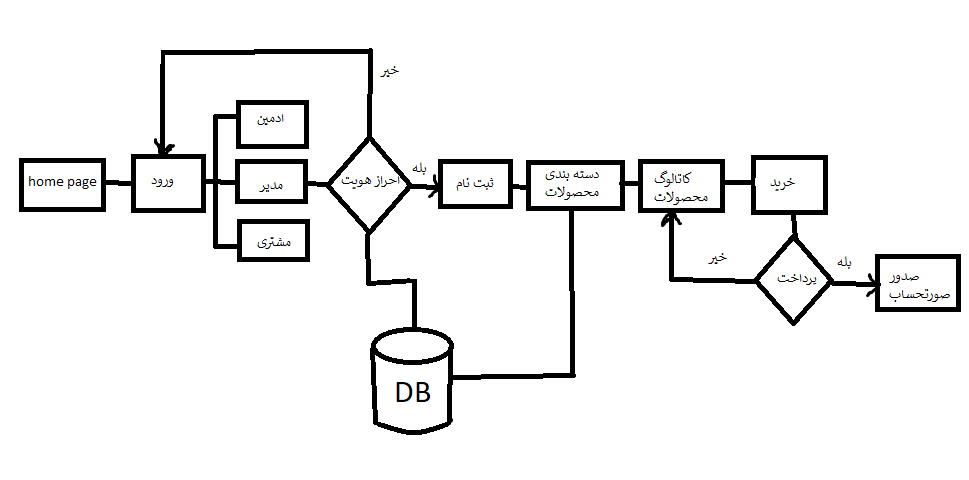 home page
ورود
ادمین
مدیر
مشتری
خیر
احراز هویت
بله
ثبت نام
دسته بندی
محصولات
کاتالوگ
محصولات
خرید
پرداخت
خیر
بله
صدور
صورتحساب
DB